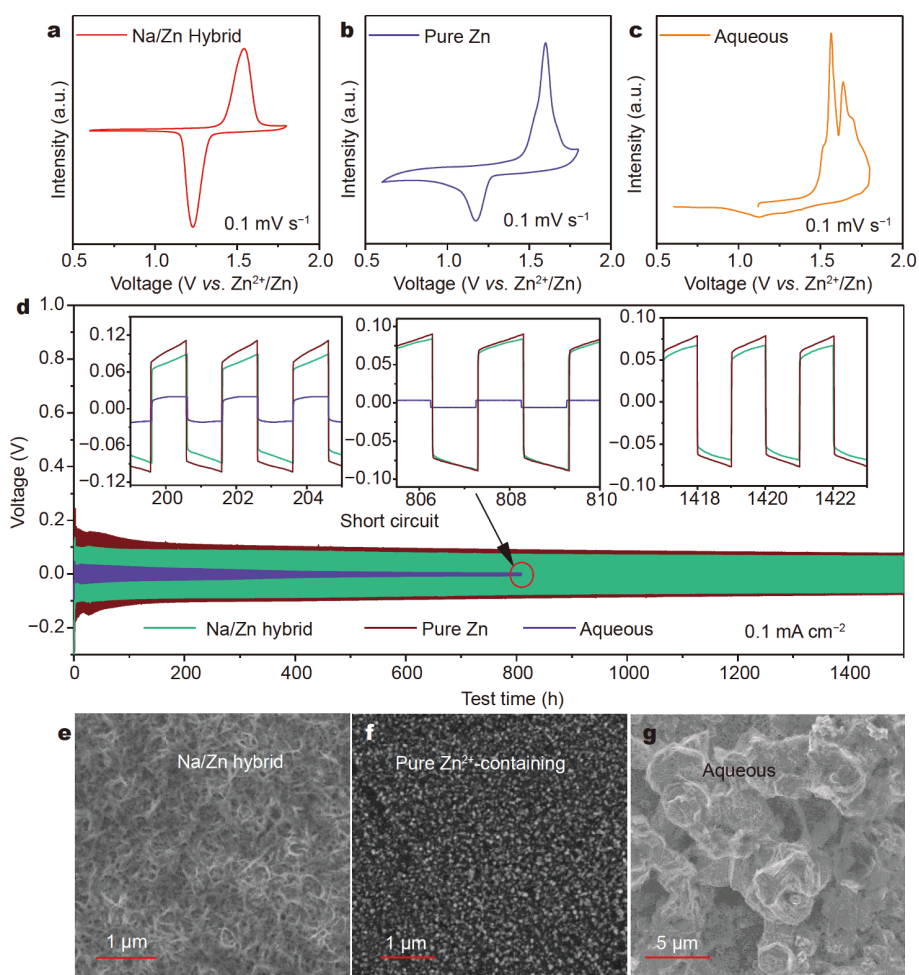 a
Na/Zn Hybrid
Intensity (a.u.)
0.1 mV s⁻¹
0.5 1.0 1.5 2.0
Voltage (V vs. Zn²⁺/Zn)
b
Pure Zn
Intensity (a.u.)
0.1 mV s⁻¹
0.5 1.0 1.5 2.0
Voltage (V vs. Zn²⁺/Zn)
c
Aqueous
Intensity (a.u.)
0.1 mV s⁻¹
0.5 1.0 1.5 2.0
Voltage (V vs. Zn²⁺/Zn)
d
Voltage (V)
1.0
0.8
0.6
0.4
0.2
0.0
−0.2
0.12
0.06
0.00
−0.06
−0.12
200 202 204
0.10
0.05
0.00
−0.05
−0.10
806 808 810
0.10
0.05
0.00
−0.05
−0.10
1418 1420 1422
Short circuit
Na/Zn hybrid
Pure Zn
Aqueous
0.1 mA cm⁻²
0 200 400 600 800 1000 1200 1400
Test time (h)
e
Na/Zn hybrid
1 μm
f
Pure Zn²⁺-containing
1 μm
g
Aqueous
5 μm